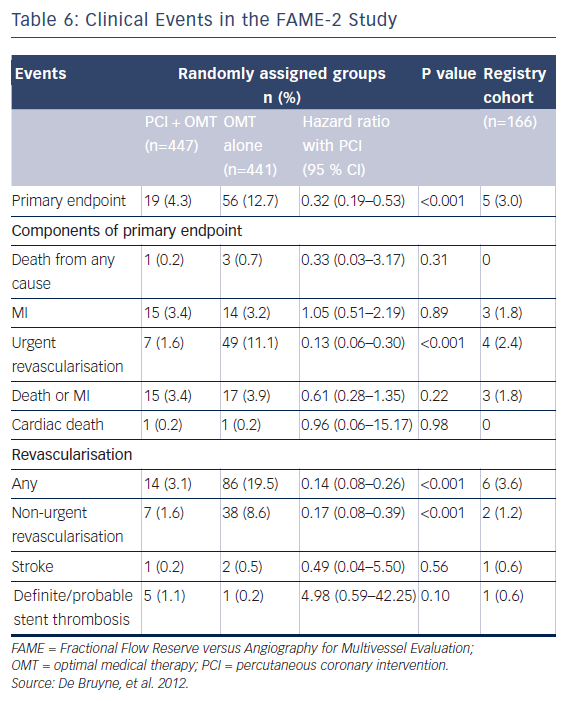 Table 6: Clinical Events in the FAME-2 Study
Events Randomly assigned groups P value Registry
n (%) cohort
PCI + OMT OMT Hazard ratio (n=166)
(n=447) alone with PCI
(n=441) (95 % CI)
Primary endpoint 19 (4.3) 56 (12.7) 0.32 (0.19–0.53) <0.001 5 (3.0)
Components of primary endpoint
Death from any 1 (0.2) 3 (0.7) 0.33 (0.03–3.17) 0.31 0
cause
MI 15 (3.4) 14 (3.2) 1.05 (0.51–2.19) 0.89 3 (1.8)
Urgent 7 (1.6) 49 (11.1) 0.13 (0.06–0.30) <0.001 4 (2.4)
revascularisation
Death or MI 15 (3.4) 17 (3.9) 0.61 (0.28–1.35) 0.22 3 (1.8)
Cardiac death 1 (0.2) 1 (0.2) 0.96 (0.06–15.17) 0.98 0
Revascularisation
Any 14 (3.1) 86 (19.5) 0.14 (0.08–0.26) <0.001 6 (3.6)
Non-urgent 7 (1.6) 38 (8.6) 0.17 (0.08–0.39) <0.001 2 (1.2)
revascularisation
Stroke 1 (0.2) 2 (0.5) 0.49 (0.04–5.50) 0.56 1 (0.6)
Definite/probable 5 (1.1) 1 (0.2) 4.98 (0.59–42.25) 0.10 1 (0.6)
stent thrombosis
FAME = Fractional Flow Reserve versus Angiography for Multivessel Evaluation;
OMT = optimal medical therapy; PCI = percutaneous coronary intervention.
Source: De Bruyne, et al. 2012.